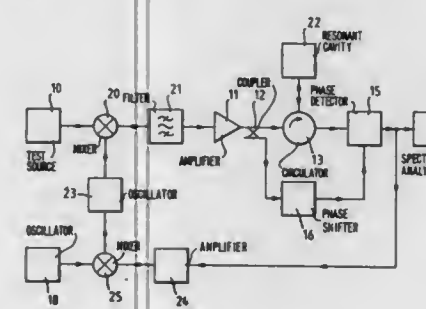 22
RESONANT
CAVITY
COUPLER
PHASE
DETECTOR
15
10
20
FILTER
21
11
12
TEST
SOURCE
MIXER
AMPLIFIER
13
CIRCULATOR
SPECT
ANALY
23
OSCILLATOR
16
PHASE
SHIFTER
OSCILLATOR
MIXER
AMPLIFIER
18
25
24